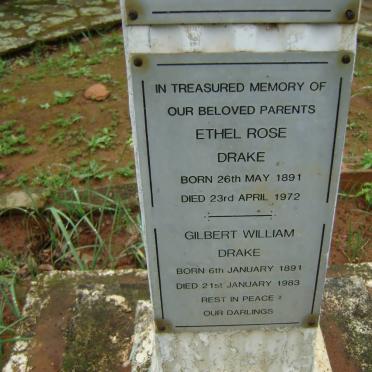 IN TREASURED MEMORY OF
OUR BELOVED PARENTS
ETHEL ROSE
DRAKE
BORN 26th MAY 1891
DIED 23rd APRIL 1972
GILBERT WILLIAM
DRAKE
BORN 6th JANUARY 1891
DIED 21st JANUARY 1983
REST IN PEACE
OUR DARLINGS